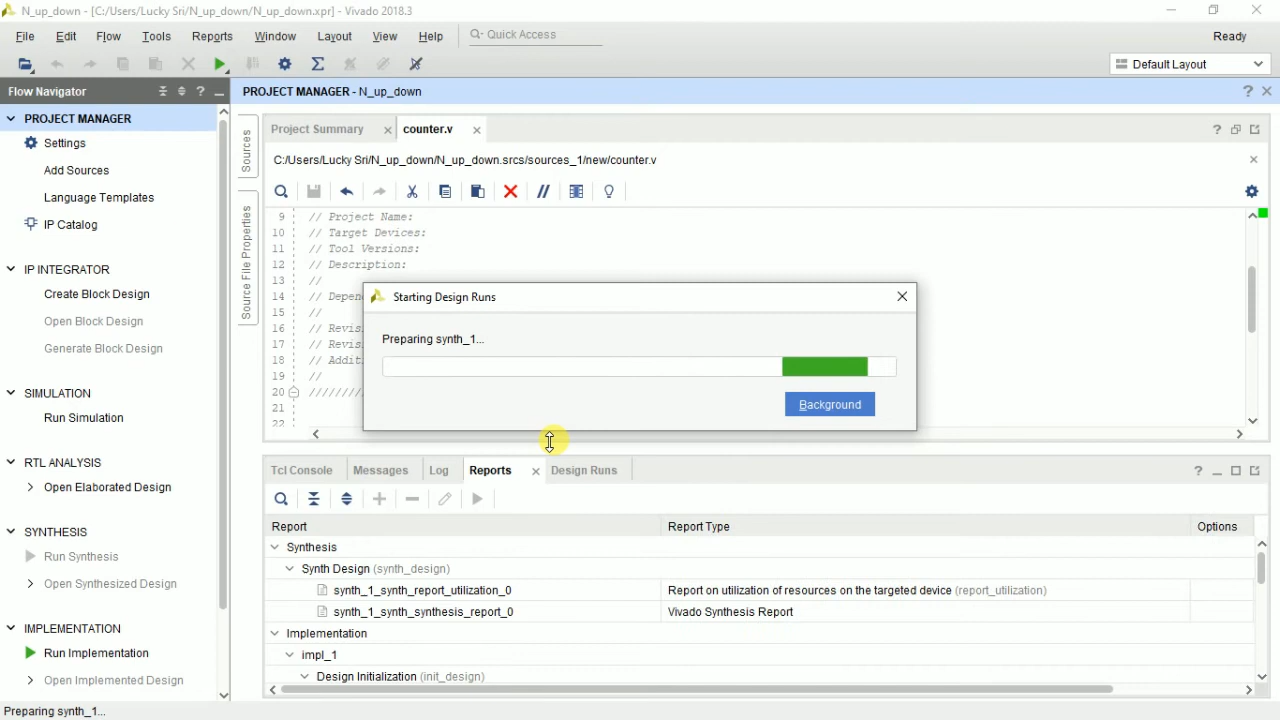 N_up_down - [C:/Users/Lucky Sri/N_up_down/N_up_down.xpr] - Vivado 2018.3
File Edit Flow Tools Reports Window Layout View Help Quick Access Ready
Default Layout
Flow Navigator
PROJECT MANAGER - N_up_down
PROJECT MANAGER
Settings
Add Sources
Language Templates
IP Catalog
IP INTEGRATOR
Create Block Design
Open Block Design
Generate Block Design
SIMULATION
Run Simulation
RTL ANALYSIS
Open Elaborated Design
SYNTHESIS
Run Synthesis
Open Synthesized Design
IMPLEMENTATION
Run Implementation
Open Implemented Design
Sources
Source File Properties
Project Summary counter.v
C:/Users/Lucky Sri/N_up_down/N_up_down.srcs/sources_1/new/counter.v
9 // Project Name:
10 // Target Devices:
11 // Tool Versions:
12 // Description:
13 //
14 // Depen
15 //
16 // Revis
17 // Revis
18 // Addit
19 //
20 /////////
21
22
Starting Design Runs
Preparing synth_1...
Background
Tcl Console Messages Log Reports Design Runs
Report Report Type Options
Synthesis
Synth Design (synth_design)
synth_1_synth_report_utilization_0 Report on utilization of resources on the targeted device (report_utilization)
synth_1_synth_synthesis_report_0 Vivado Synthesis Report
Implementation
impl_1
Design Initialization (init_design)
Preparing synth_1...